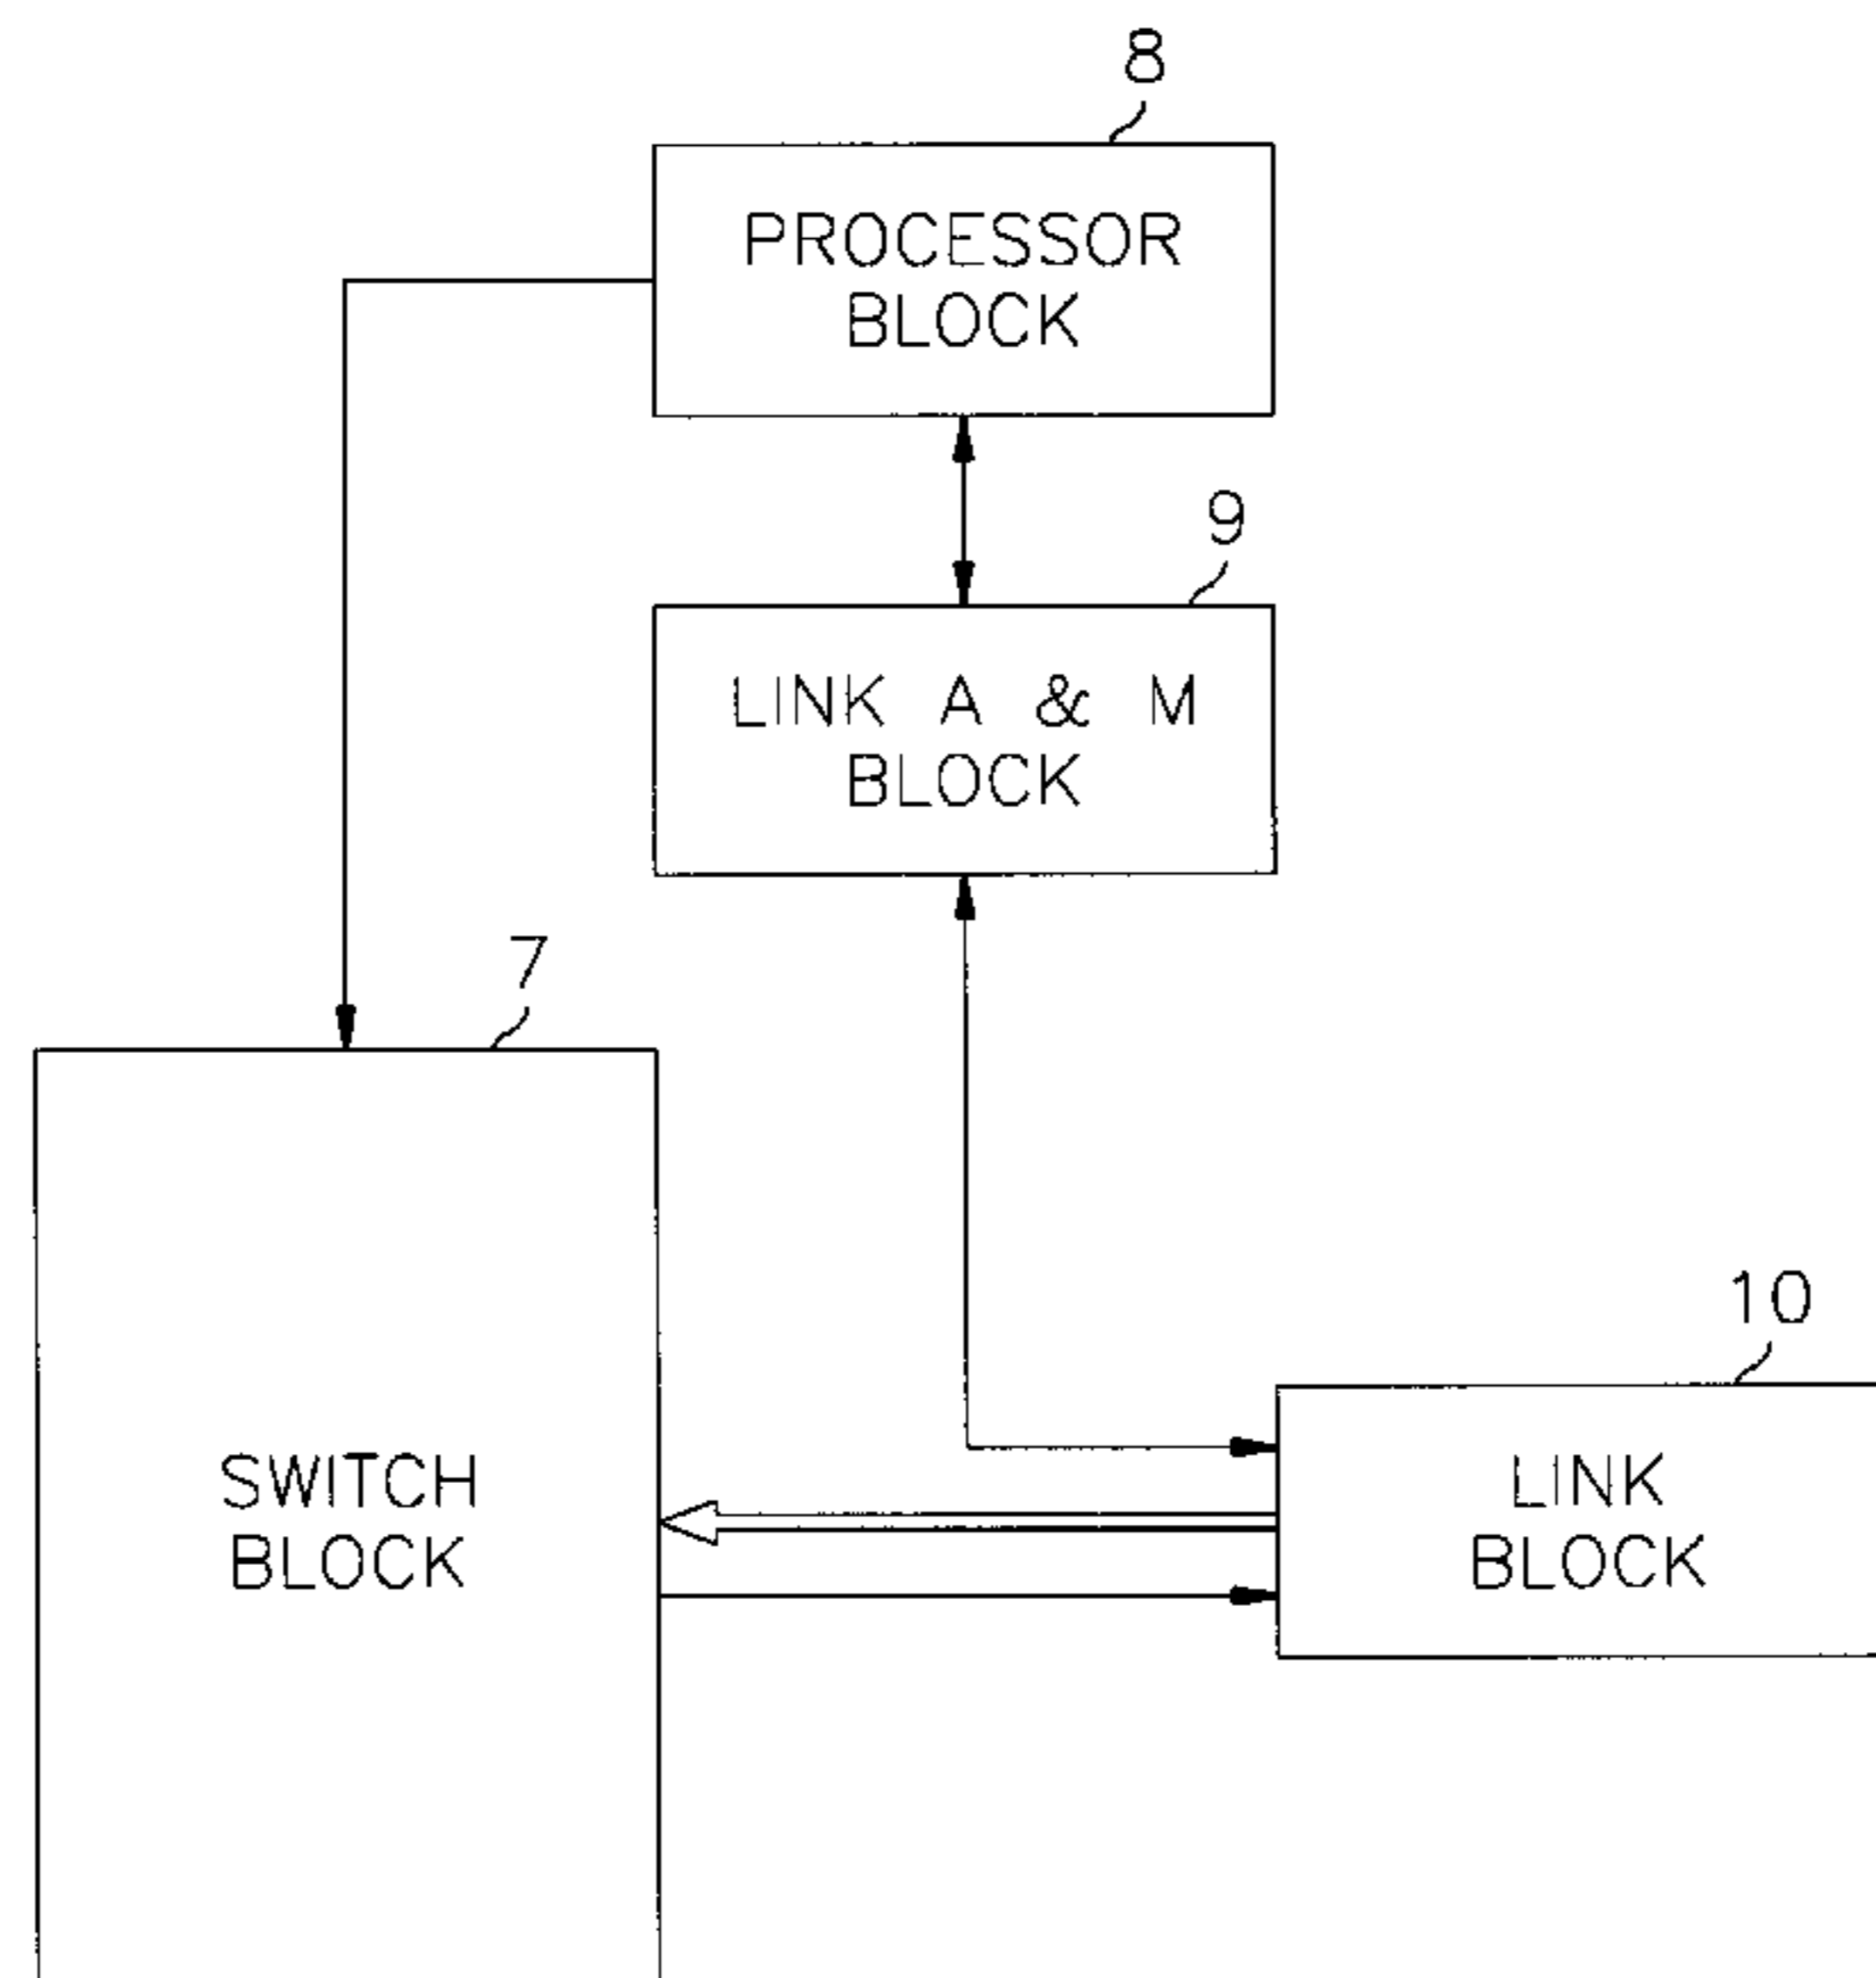 8
PROCESSOR
BLOCK
9
LINK A & M
BLOCK
7
SWITCH
BLOCK
10
LINK
BLOCK